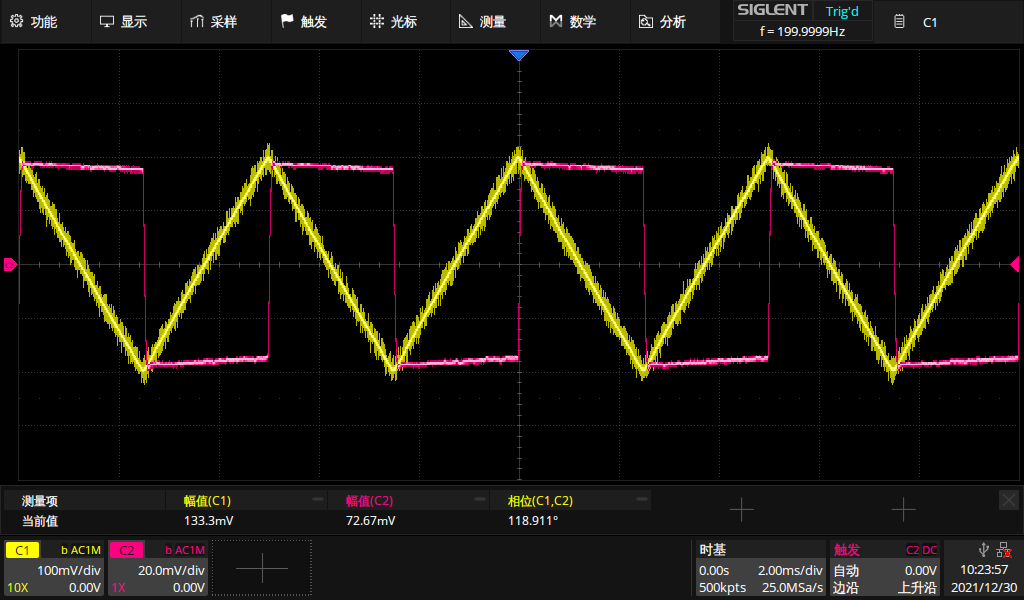 功能 显示 采样 触发 光标 测量 数学 分析 SIGLENT Trig'd C1
f = 199.9999Hz
测量项 幅值(C1) 幅值(C2) 相位(C1,C2)
当前值 133.3mV 72.67mV 118.911°
C1 b AC1M C2 b AC1M 时基 触发 C2 DC
100mV/div 20.0mV/div 0.00s 2.00ms/div 自动 0.00V 10:23:57
10X 0.00V 1X 0.00V 500kpts 25.0MSa/s 边沿 上升沿 2021/12/30